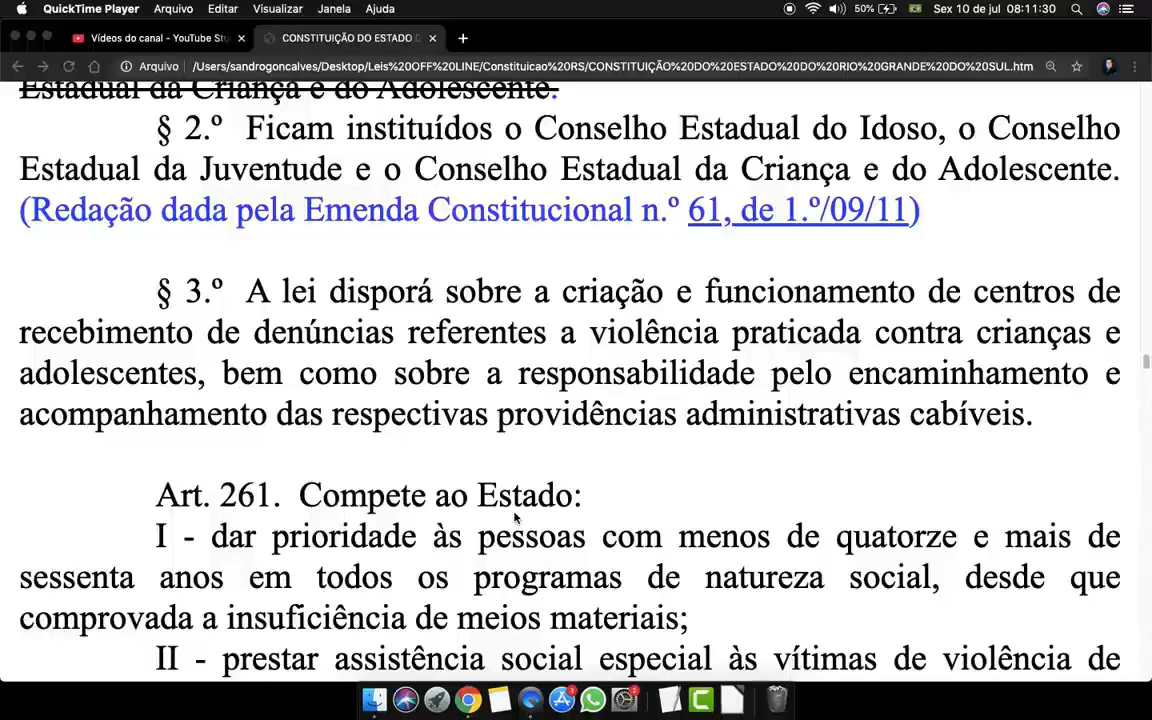 QuickTime Player Arquivo Editar Visualizar Janela Ajuda 50% Sex 10 de jul 08:11:30
Vídeos do canal - YouTube Stu × CONSTITUIÇÃO DO ESTADO D × +
Arquivo /Users/sandrogoncalves/Desktop/Leis%20OFF%20LINE/Constituicao%20RS/CONSTITUIÇÃO%20DO%20ESTADO%20DO%20RIO%20GRANDE%20DO%20SUL.htm
Estadual da Criança e do Adolescente.
§ 2.º Ficam instituídos o Conselho Estadual do Idoso, o Conselho
Estadual da Juventude e o Conselho Estadual da Criança e do Adolescente.
(Redação dada pela Emenda Constitucional n.º 61, de 1.º/09/11)
§ 3.º A lei disporá sobre a criação e funcionamento de centros de
recebimento de denúncias referentes a violência praticada contra crianças e
adolescentes, bem como sobre a responsabilidade pelo encaminhamento e
acompanhamento das respectivas providências administrativas cabíveis.
Art. 261. Compete ao Estado:
I - dar prioridade às pessoas com menos de quatorze e mais de
sessenta anos em todos os programas de natureza social, desde que
comprovada a insuficiência de meios materiais;
II - prestar assistência social especial às vítimas de violência de